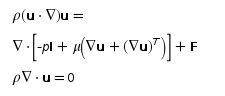 ρ(u · ∇)u =
∇ · [-pI + μ(∇u + (∇u)ᵀ)] + F
ρ∇ · u = 0